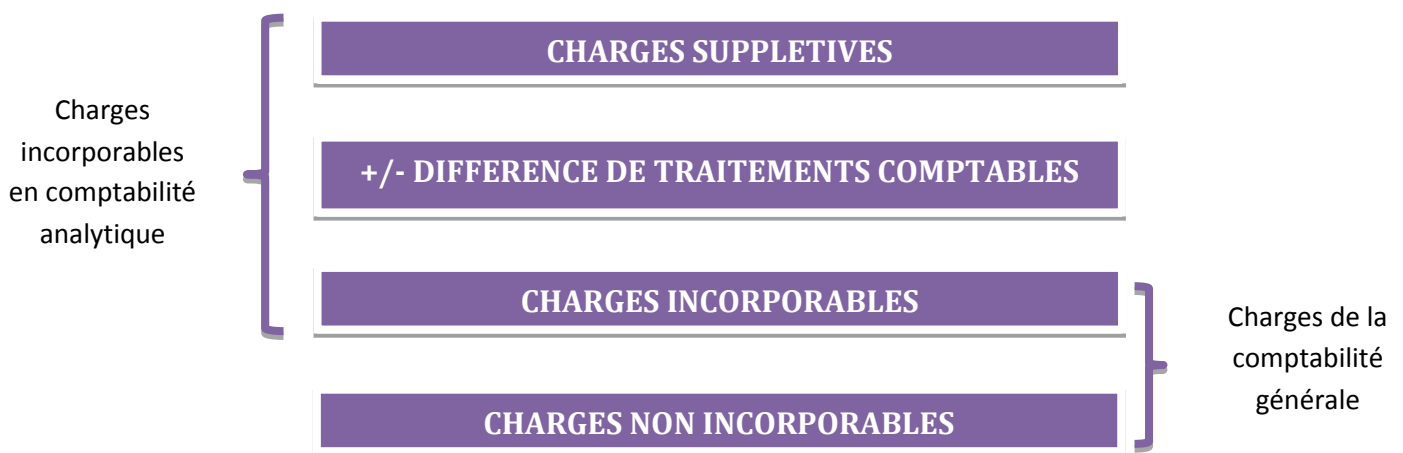 CHARGES SUPPLETIVES
Charges
incorporables
en comptabilité
analytique
+/- DIFFERENCE DE TRAITEMENTS COMPTABLES
CHARGES INCORPORABLES
Charges de la
comptabilité
générale
CHARGES NON INCORPORABLES